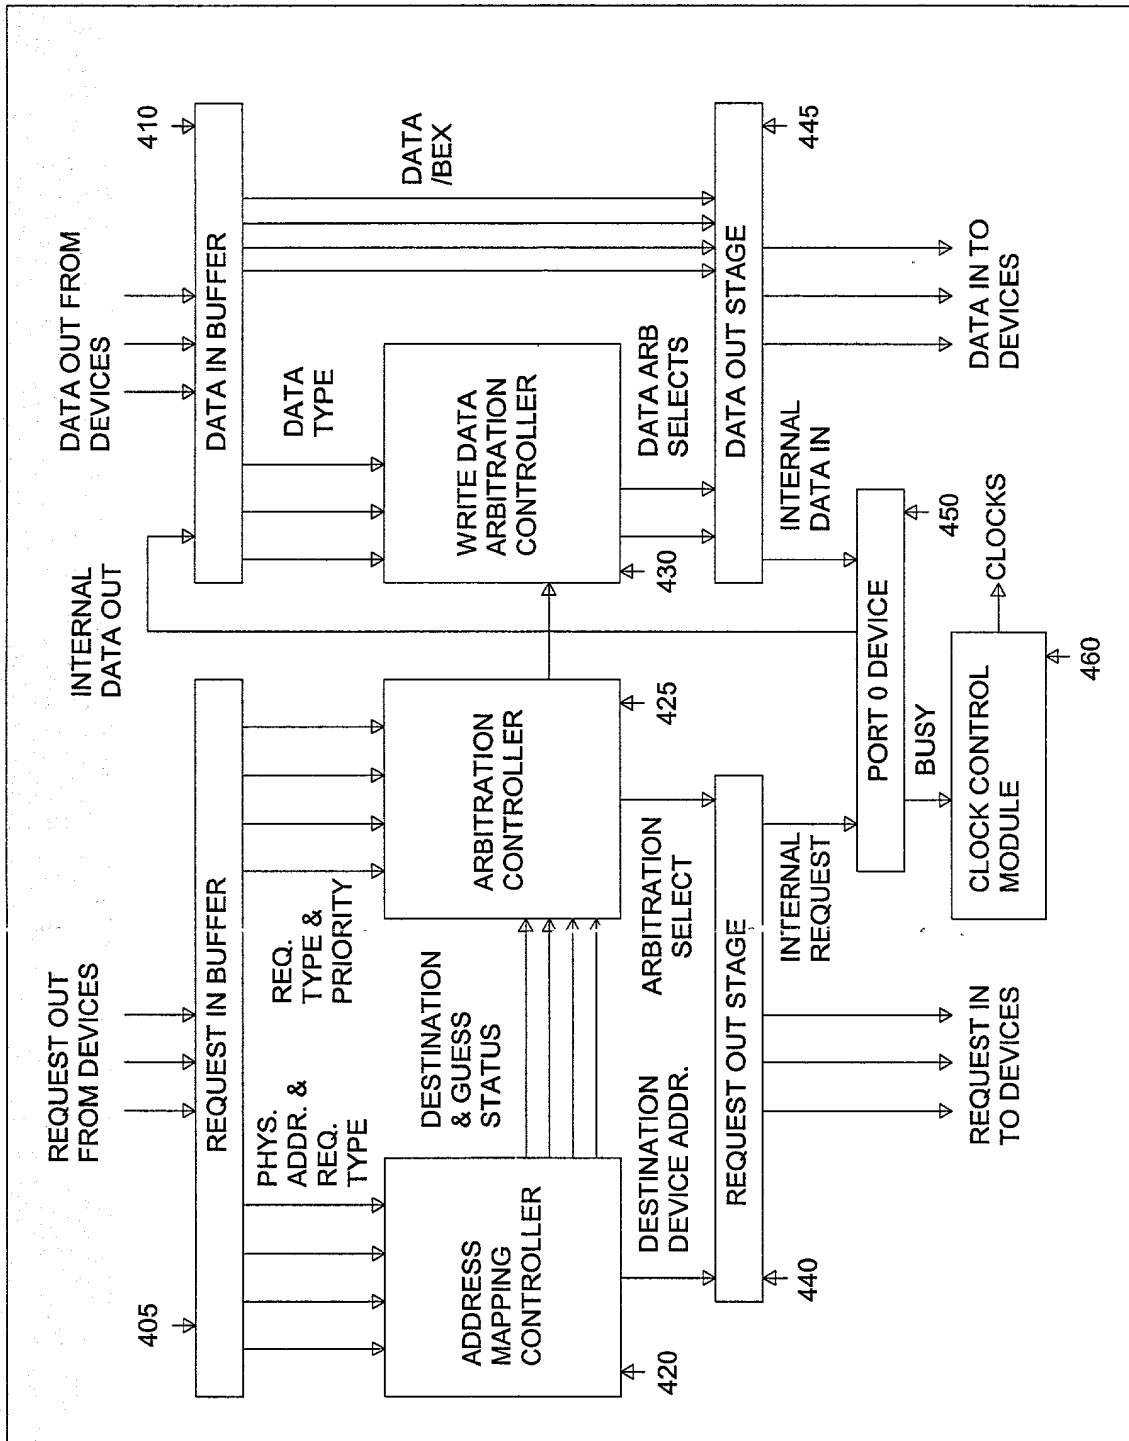 REQUEST OUT
FROM DEVICES
INTERNAL
DATA OUT
DATA OUT FROM
DEVICES
405
410
REQUEST IN BUFFER
DATA IN BUFFER
PHYS.
ADDR. &
REQ.
TYPE
REQ.
TYPE &
PRIORITY
DATA
TYPE
DATA
/BEX
ADDRESS
MAPPING
CONTROLLER
DESTINATION
& GUESS
STATUS
ARBITRATION
CONTROLLER
WRITE DATA
ARBITRATION
CONTROLLER
420
425
430
DESTINATION
DEVICE ADDR.
ARBITRATION
SELECT
DATA ARB
SELECTS
REQUEST OUT STAGE
DATA OUT STAGE
440
445
REQUEST IN
TO DEVICES
INTERNAL
REQUEST
INTERNAL
DATA IN
DATA IN TO
DEVICES
PORT 0 DEVICE
450
BUSY
CLOCK CONTROL
MODULE
CLOCKS
460